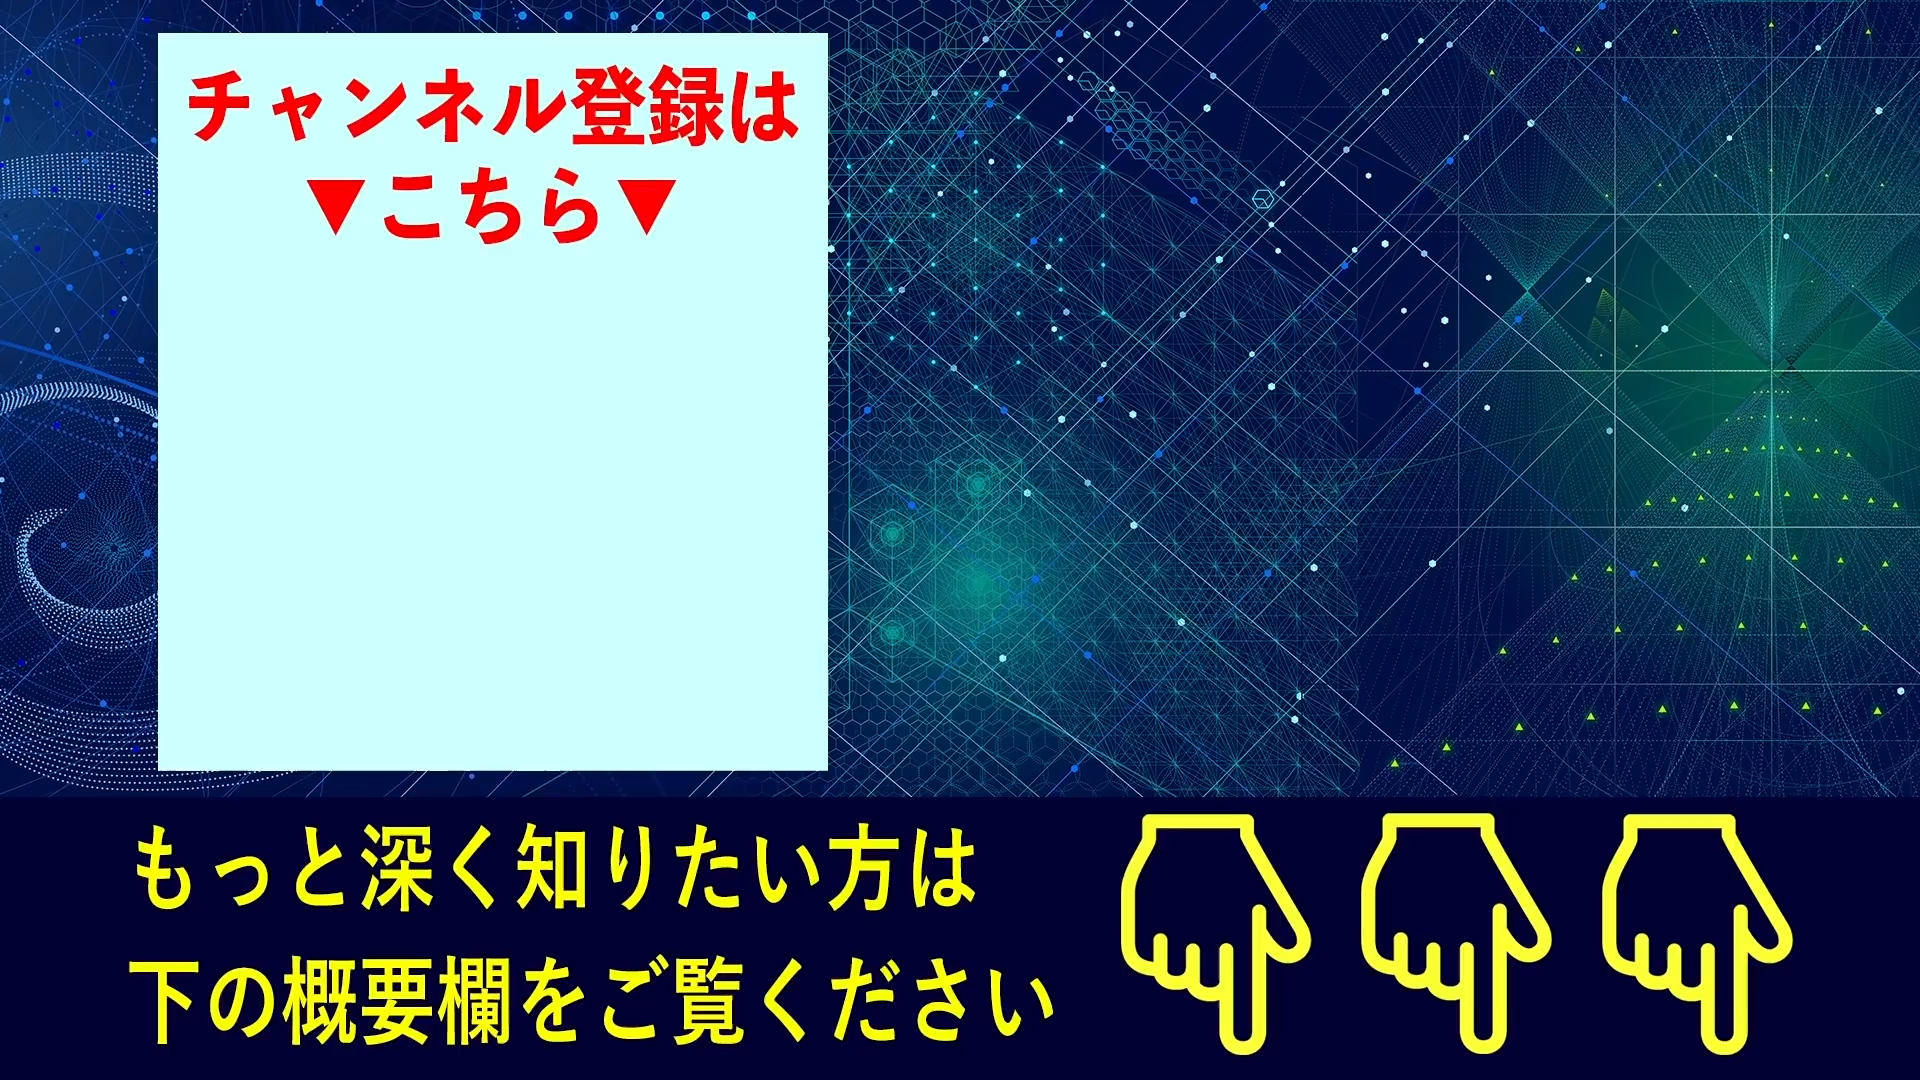 チャンネル登録は
▼こちら▼
もっと深く知りたい方は
下の概要欄をご覧ください